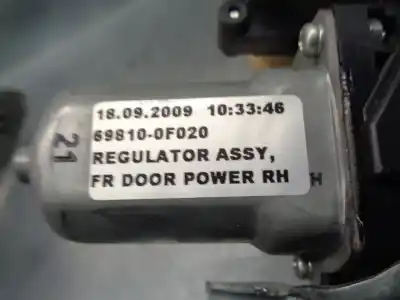 18.09.2009 10:33:46
69810-0F020
REGULATOR ASSY,
FR DOOR POWER RH
21
H